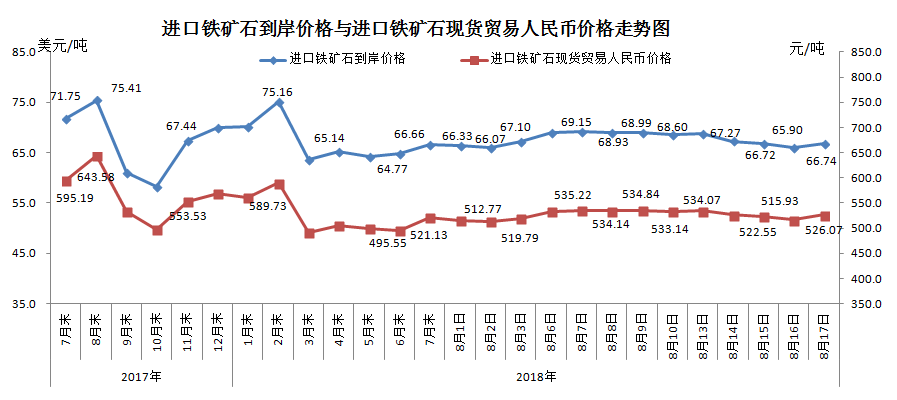 进口铁矿石到岸价格与进口铁矿石现货贸易人民币价格走势图
美元/吨
元/吨
进口铁矿石到岸价格
进口铁矿石现货贸易人民币价格
85.0
75.0
65.0
55.0
45.0
35.0
850.0
800.0
750.0
700.0
650.0
600.0
550.0
500.0
450.0
400.0
350.0
71.75
75.41
67.44
75.16
65.14
64.77
66.66
66.33
66.07
67.10
69.15
68.93
68.99
68.60
67.27
66.72
65.90
66.74
595.19
643.58
553.53
589.73
495.55
521.13
512.77
519.79
535.22
534.14
534.84
533.14
534.07
522.55
515.93
526.07
7月末
8月末
9月末
10月末
11月末
12月末
1月末
2月末
3月末
4月末
5月末
6月末
7月末
8月1日
8月2日
8月3日
8月6日
8月7日
8月8日
8月9日
8月10日
8月13日
8月14日
8月15日
8月16日
8月17日
2017年
2018年